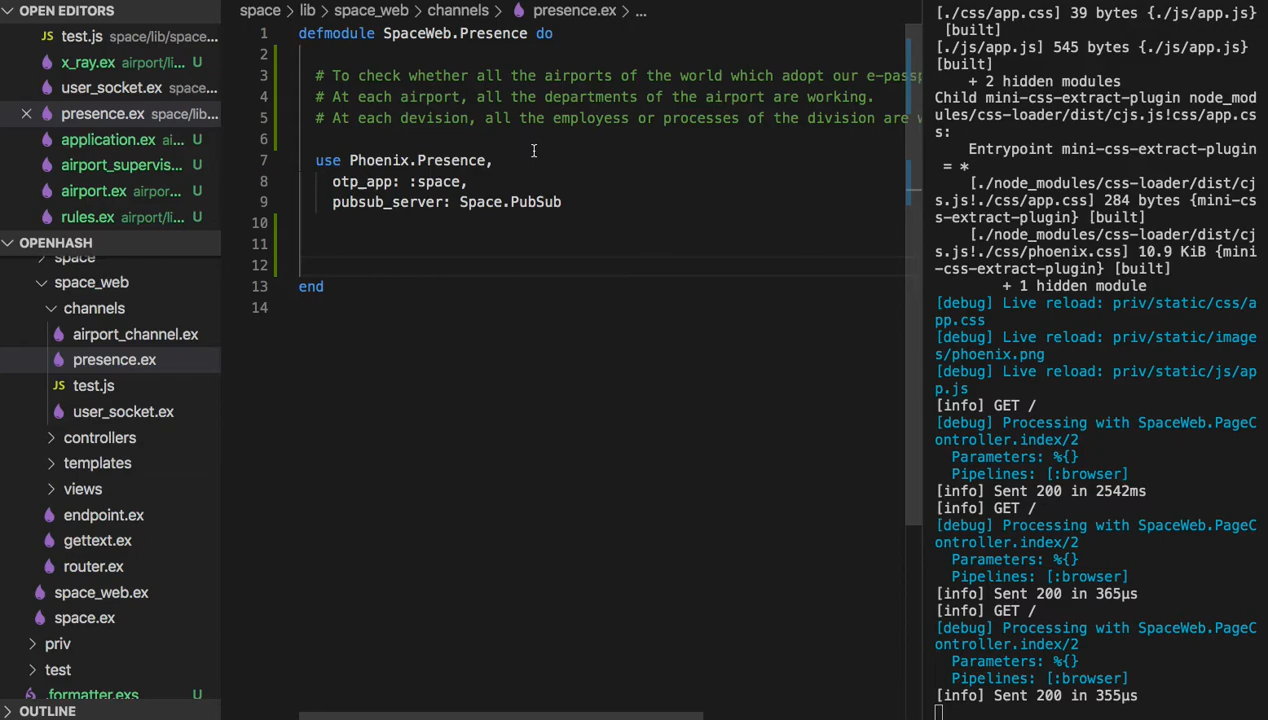 OPEN EDITORS
test.js space/lib/space...
x_ray.ex airport/li... U
user_socket.ex space...
presence.ex space/lib...
application.ex ai... U
airport_supervis... U
airport.ex airpor... U
rules.ex airport/li... U
OPENHASH
space
space_web
channels
airport_channel.ex
presence.ex
JS test.js
user_socket.ex
controllers
templates
views
endpoint.ex
gettext.ex
router.ex
space_web.ex
space.ex
priv
test
.formatter.exs U
OUTLINE
space > lib > space_web > channels > presence.ex > ...
1 defmodule SpaceWeb.Presence do
2
3 # To check whether all the airports of the world which adopt our e-passp
4 # At each airport, all the departments of the airport are working.
5 # At each devision, all the employess or processes of the division are w
6
7 use Phoenix.Presence,
8 otp_app: :space,
9 pubsub_server: Space.PubSub
10
11
12
13 end
14
[./css/app.css] 39 bytes {./js/app.js}
[built]
[./js/app.js] 545 bytes {./js/app.js}
[built]
+ 2 hidden modules
Child mini-css-extract-plugin node_mod
ules/css-loader/dist/cjs.js!css/app.cs
s:
Entrypoint mini-css-extract-plugin
= *
[./node_modules/css-loader/dist/cj
s.js!./css/app.css] 284 bytes {mini-cs
s-extract-plugin} [built]
[./node_modules/css-loader/dist/cj
s.js!./css/phoenix.css] 10.9 KiB {mini
-css-extract-plugin} [built]
+ 1 hidden module
[debug] Live reload: priv/static/css/a
pp.css
[debug] Live reload: priv/static/image
s/phoenix.png
[debug] Live reload: priv/static/js/ap
p.js
[info] GET /
[debug] Processing with SpaceWeb.PageC
ontroller.index/2
Parameters: %{}
Pipelines: [:browser]
[info] Sent 200 in 2542ms
[info] GET /
[debug] Processing with SpaceWeb.PageC
ontroller.index/2
Parameters: %{}
Pipelines: [:browser]
[info] Sent 200 in 365µs
[info] GET /
[debug] Processing with SpaceWeb.PageC
ontroller.index/2
Parameters: %{}
Pipelines: [:browser]
[info] Sent 200 in 355µs